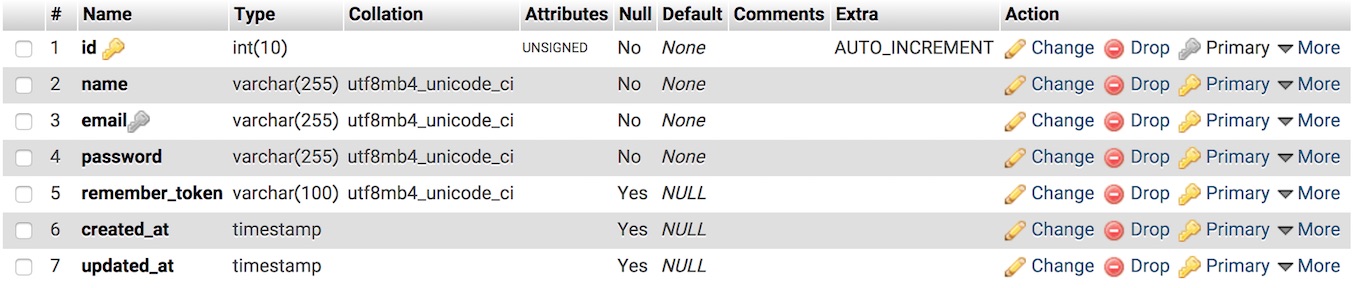 # Name Type Collation Attributes Null Default Comments Extra Action
1 id int(10) UNSIGNED No None AUTO_INCREMENT Change Drop Primary More
2 name varchar(255) utf8mb4_unicode_ci No None Change Drop Primary More
3 email varchar(255) utf8mb4_unicode_ci No None Change Drop Primary More
4 password varchar(255) utf8mb4_unicode_ci No None Change Drop Primary More
5 remember_token varchar(100) utf8mb4_unicode_ci Yes NULL Change Drop Primary More
6 created_at timestamp Yes NULL Change Drop Primary More
7 updated_at timestamp Yes NULL Change Drop Primary More